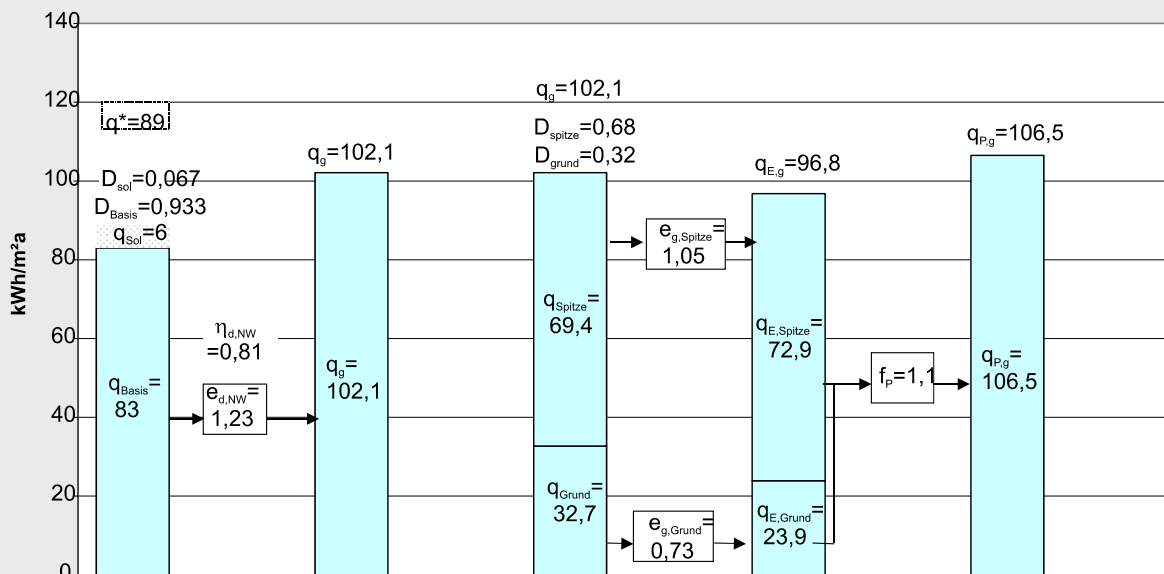 140
120
100
80
60
40
20
0
kWh/m²a
q*=89
D_sol=0,067
D_Basis=0,933
q_Sol=6
q_Basis=
83
η_d,NW
=0,81
e_d,NW=
1,23
q_g=102,1
q_g=
102,1
q_g=102,1
D_spitze=0,68
D_grund=0,32
q_Spitze=
69,4
q_Grund=
32,7
e_g,Spitze=
1,05
e_g,Grund=
0,73
q_E,g=96,8
q_E,Spitze=
72,9
q_E,Grund=
23,9
f_P=1,1
q_P,g=106,5
q_P,g=
106,5